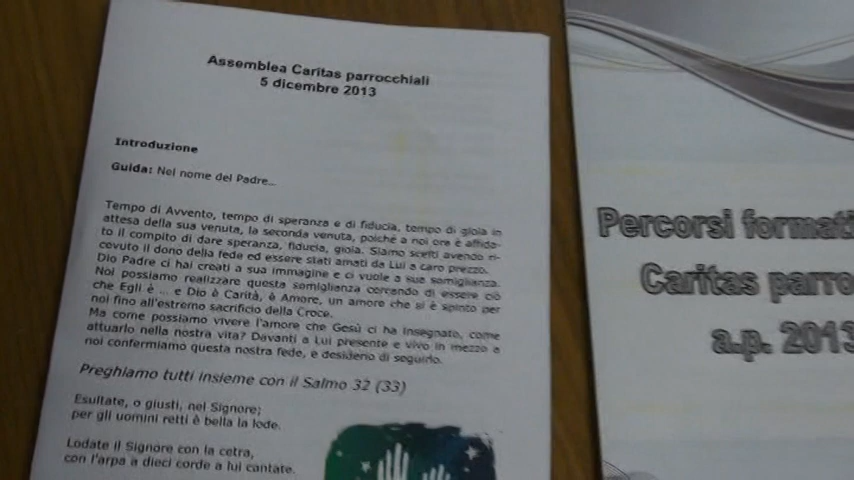 Assemblea Caritas parrocchiali
5 dicembre 2013
Introduzione
Guida: Nel nome del Padre...
Tempo di Avvento, tempo di speranza e di fiducia, tempo di gioia in
attesa della sua venuta, la seconda venuta, poiché a noi ora è affida-
to il compito di dare speranza, fiducia, gioia. Siamo scelti avendo ri-
cevuto il dono della fede ed essere stati amati da Lui a caro prezzo.
Dio Padre ci hai creati a sua immagine e ci vuole a sua somiglianza.
Noi possiamo realizzare questa somiglianza cercando di essere ciò
che Egli è ... e Dio è Carità, è Amore, un amore che si è spinto per
noi fino all'estremo sacrificio della Croce.
Ma come possiamo vivere l'amore che Gesù ci ha insegnato, come
attuarlo nella nostra vita? Davanti a Lui presente e vivo in mezzo a
noi confermiamo questa nostra fede, e desiderio di seguirlo.
Preghiamo tutti insieme con il Salmo 32 (33)
Esultate, o giusti, nel Signore;
per gli uomini retti è bella la lode.
Lodate il Signore con la cetra,
con l'arpa a dieci corde a lui cantate.
Percorsi formati
Caritas parro
a.p. 2013